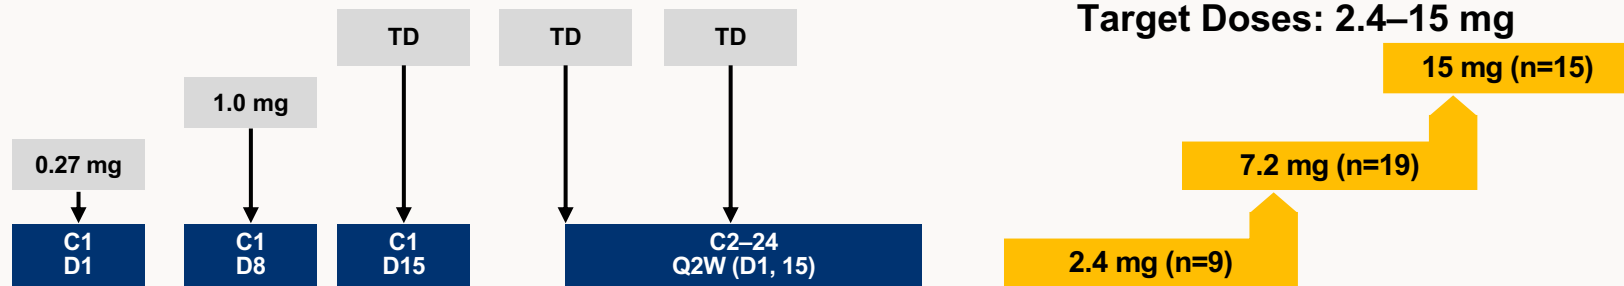 TD
TD
TD
1.0 mg
0.27 mg
C1
D1
C1
D8
C1
D15
C2–24
Q2W (D1, 15)
Target Doses: 2.4–15 mg
15 mg (n=15)
7.2 mg (n=19)
2.4 mg (n=9)